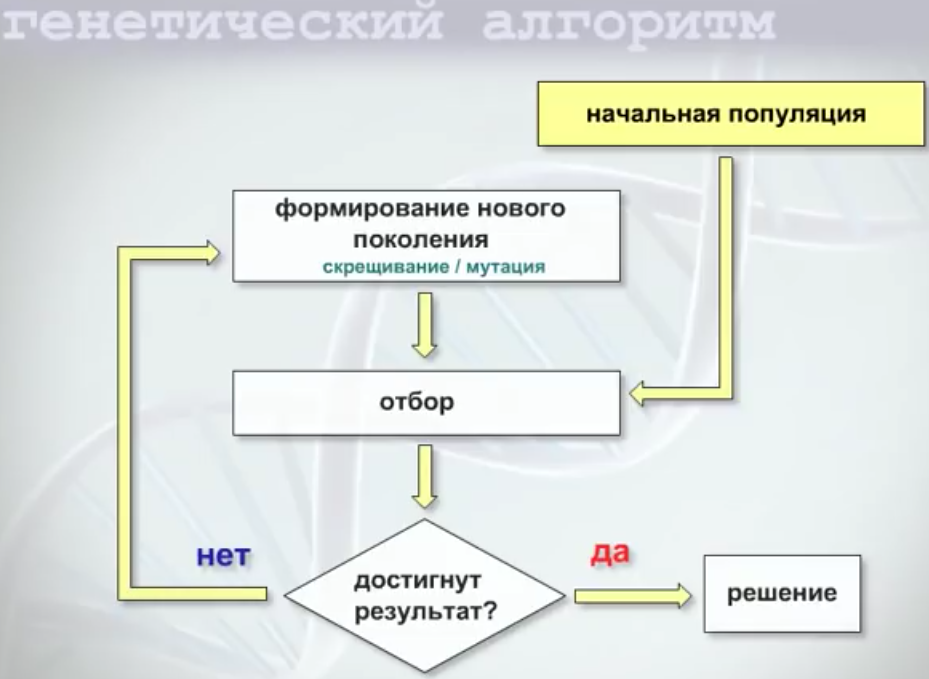 генетический алгоритм
начальная популяция
формирование нового
поколения
скрещивание / мутация
отбор
нет
да
достигнут
результат?
решение